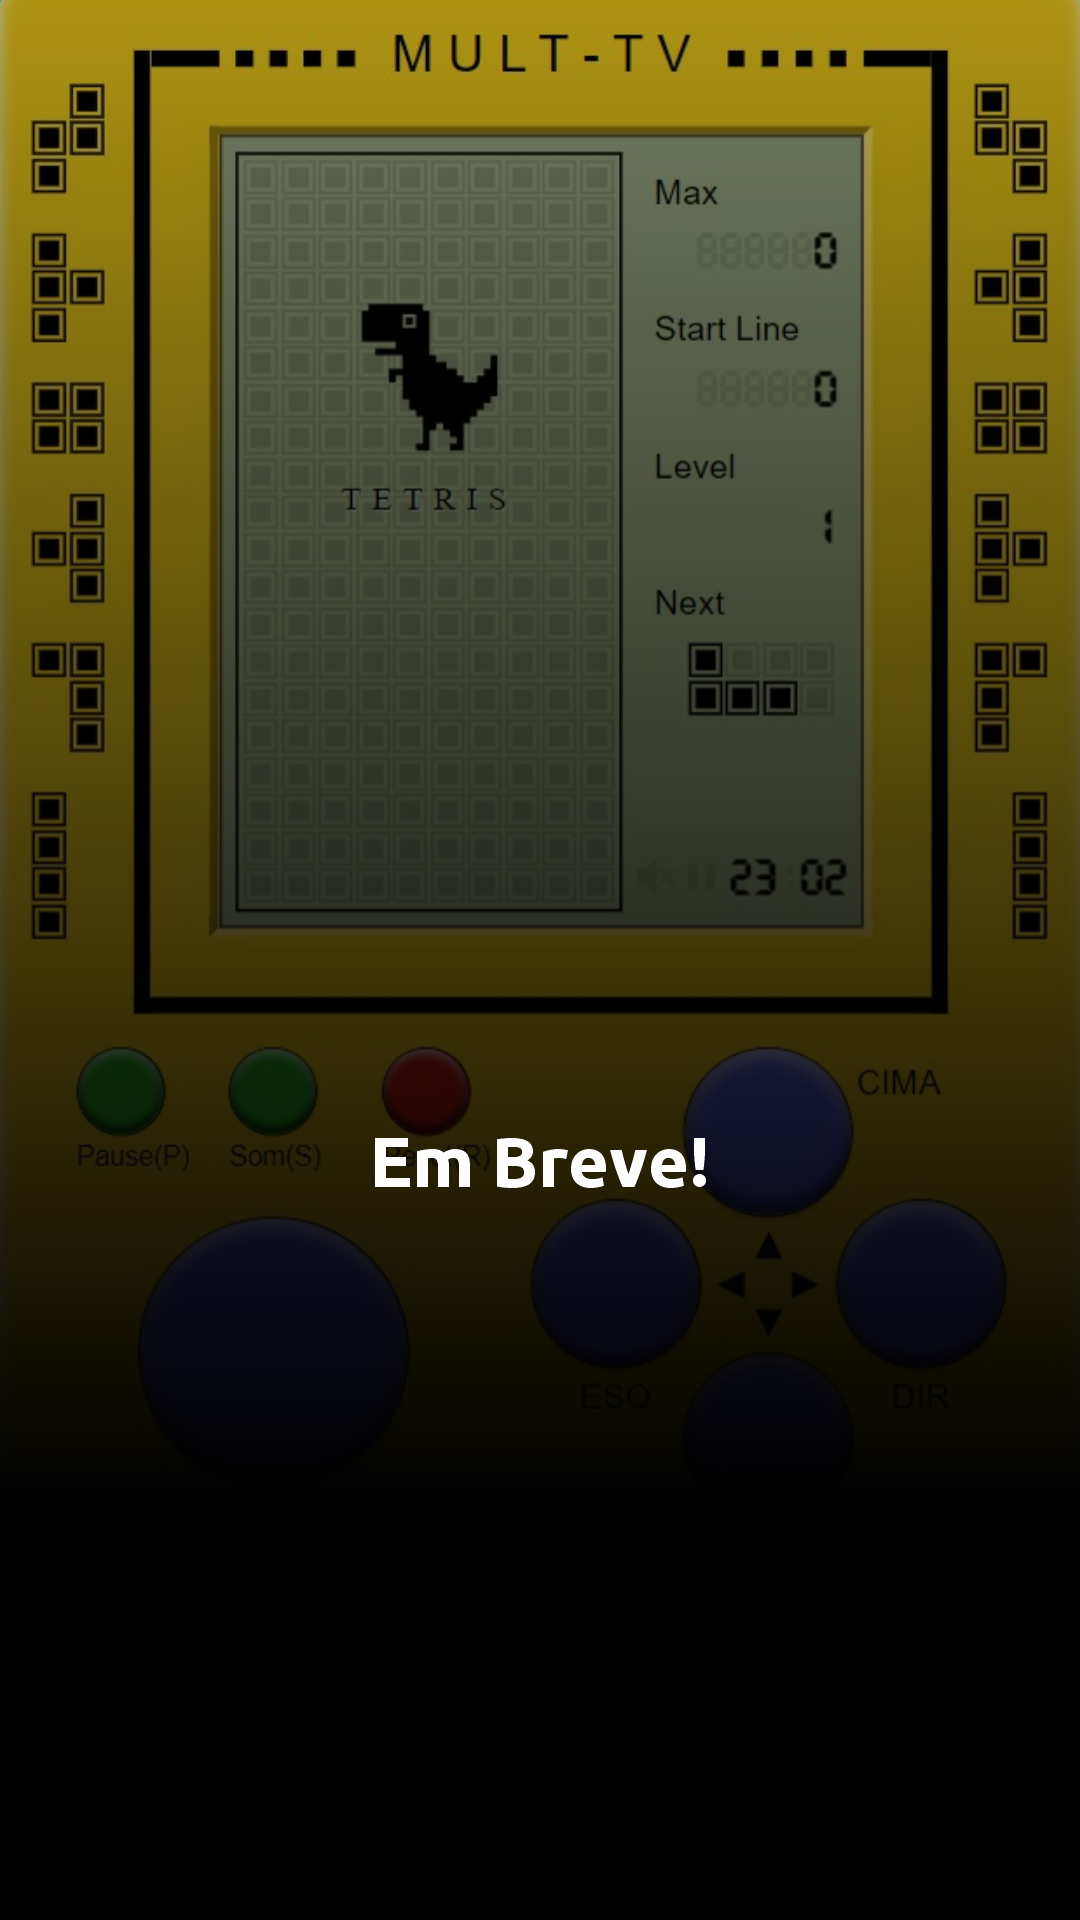 MULT-TV
Max
0
Start Line
0
Level
1
Next
TETRIS
23:02
CIMA
Pause(P)
Som(S)
Em Breve!
ESQ
DIR